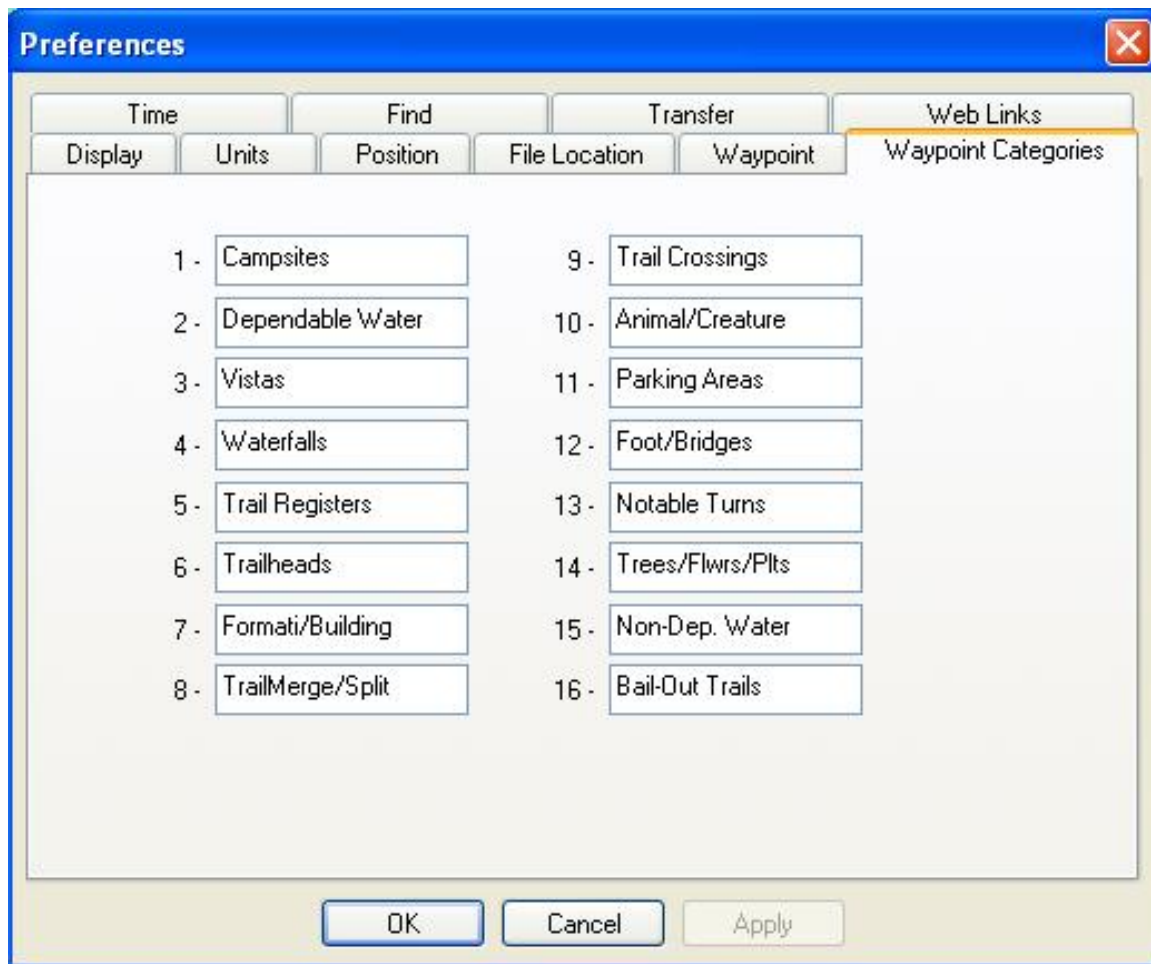 Preferences
Time Find Transfer Web Links
Display Units Position File Location Waypoint Waypoint Categories
1 - Campsites
2 - Dependable Water
3 - Vistas
4 - Waterfalls
5 - Trail Registers
6 - Trailheads
7 - Formati/Building
8 - TrailMerge/Split
9 - Trail Crossings
10 - Animal/Creature
11 - Parking Areas
12 - Foot/Bridges
13 - Notable Turns
14 - Trees/Flwrs/Plts
15 - Non-Dep. Water
16 - Bail-Out Trails
OK Cancel Apply